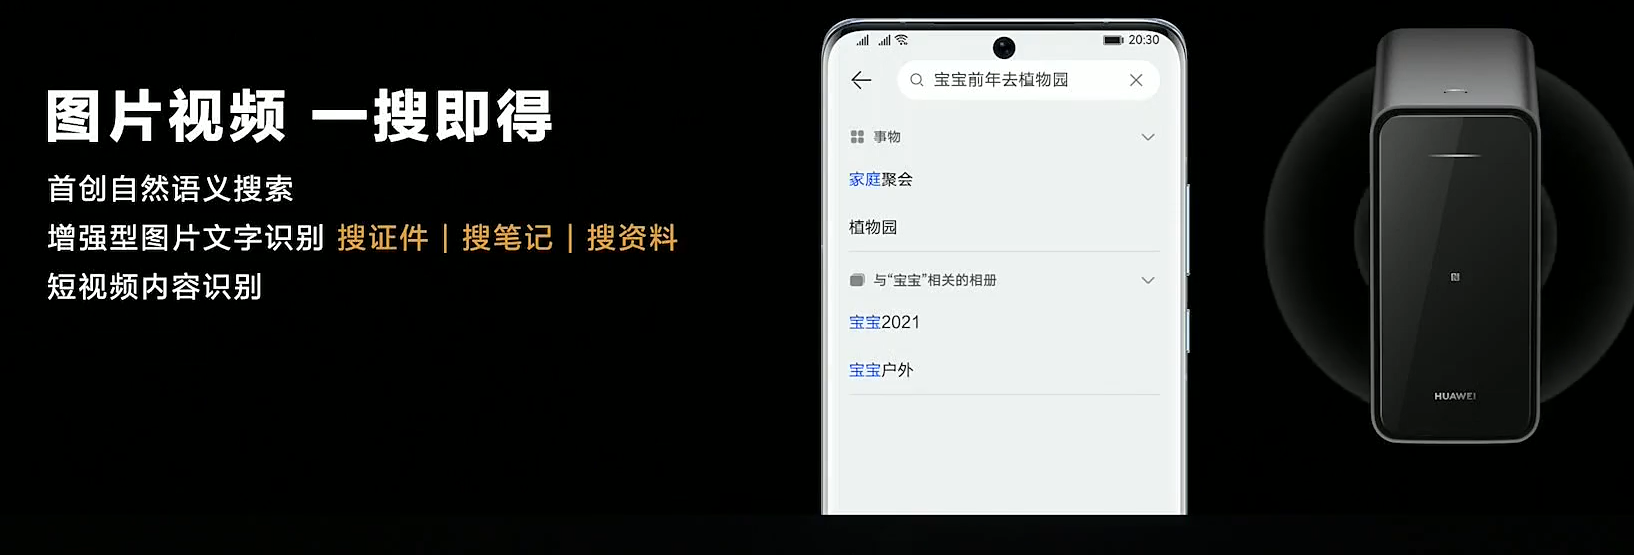 图片视频 一搜即得
首创自然语义搜索
增强型图片文字识别 搜证件 | 搜笔记 | 搜资料
短视频内容识别
20:30
宝宝前年去植物园
事物
家庭聚会
植物园
与“宝宝”相关的相册
宝宝2021
宝宝户外
HUAWEI